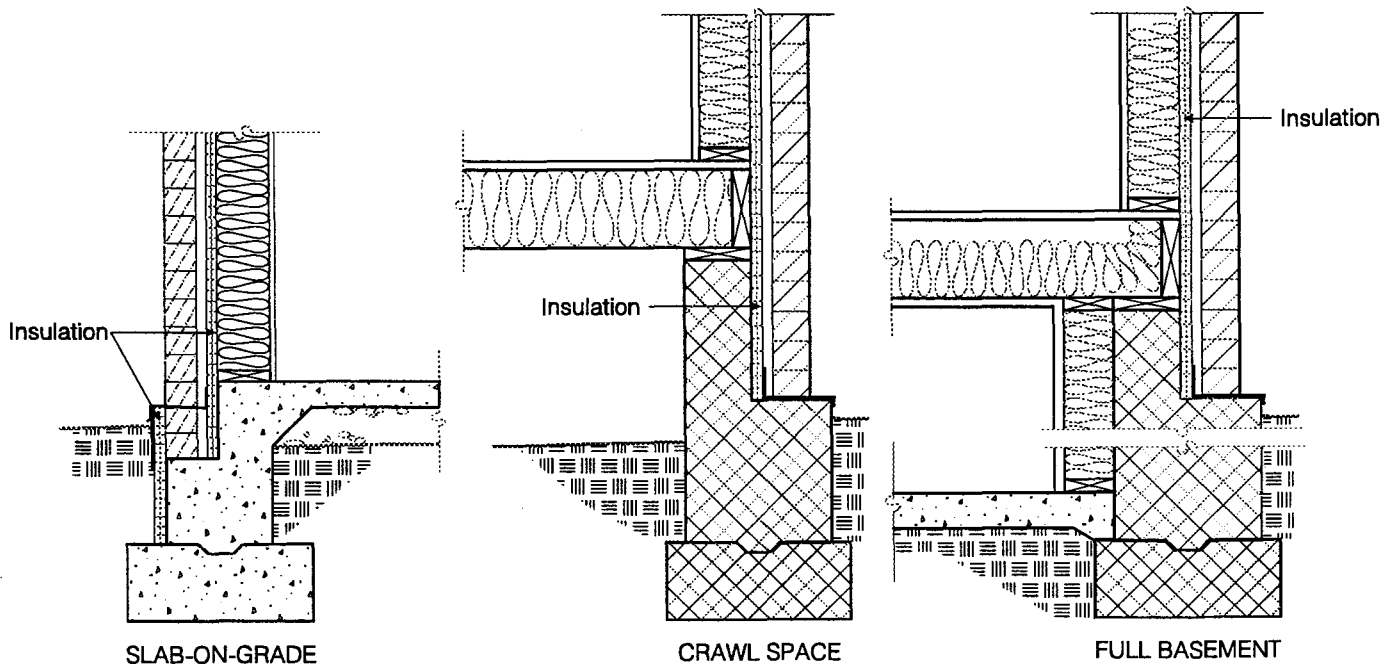 Insulation
Insulation
Insulation
SLAB-ON-GRADE
CRAWL SPACE
FULL BASEMENT